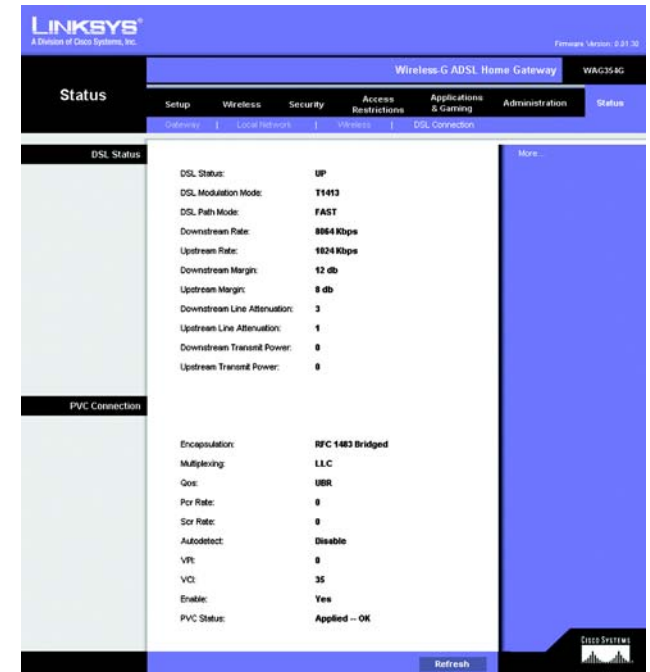 LINKSYS®
A Division of Cisco Systems, Inc.
Firmware Version: 0.01.30
Wireless-G ADSL Home Gateway WAG354G
Status
Setup Wireless Security Access Restrictions Applications & Gaming Administration Status
Gateway | Local Network | Wireless | DSL Connection
DSL Status
More...
DSL Status: UP
DSL Modulation Mode: T1413
DSL Path Mode: FAST
Downstream Rate: 8064 Kbps
Upstream Rate: 1024 Kbps
Downstream Margin: 12 db
Upstream Margin: 8 db
Downstream Line Attenuation: 3
Upstream Line Attenuation: 1
Downstream Transmit Power: 0
Upstream Transmit Power: 0
PVC Connection
Encapsulation: RFC 1483 Bridged
Multiplexing: LLC
Qos: UBR
Pcr Rate: 0
Scr Rate: 0
Autodetect: Disable
VPI: 0
VCI: 35
Enable: Yes
PVC Status: Applied -- OK
Refresh
CISCO SYSTEMS